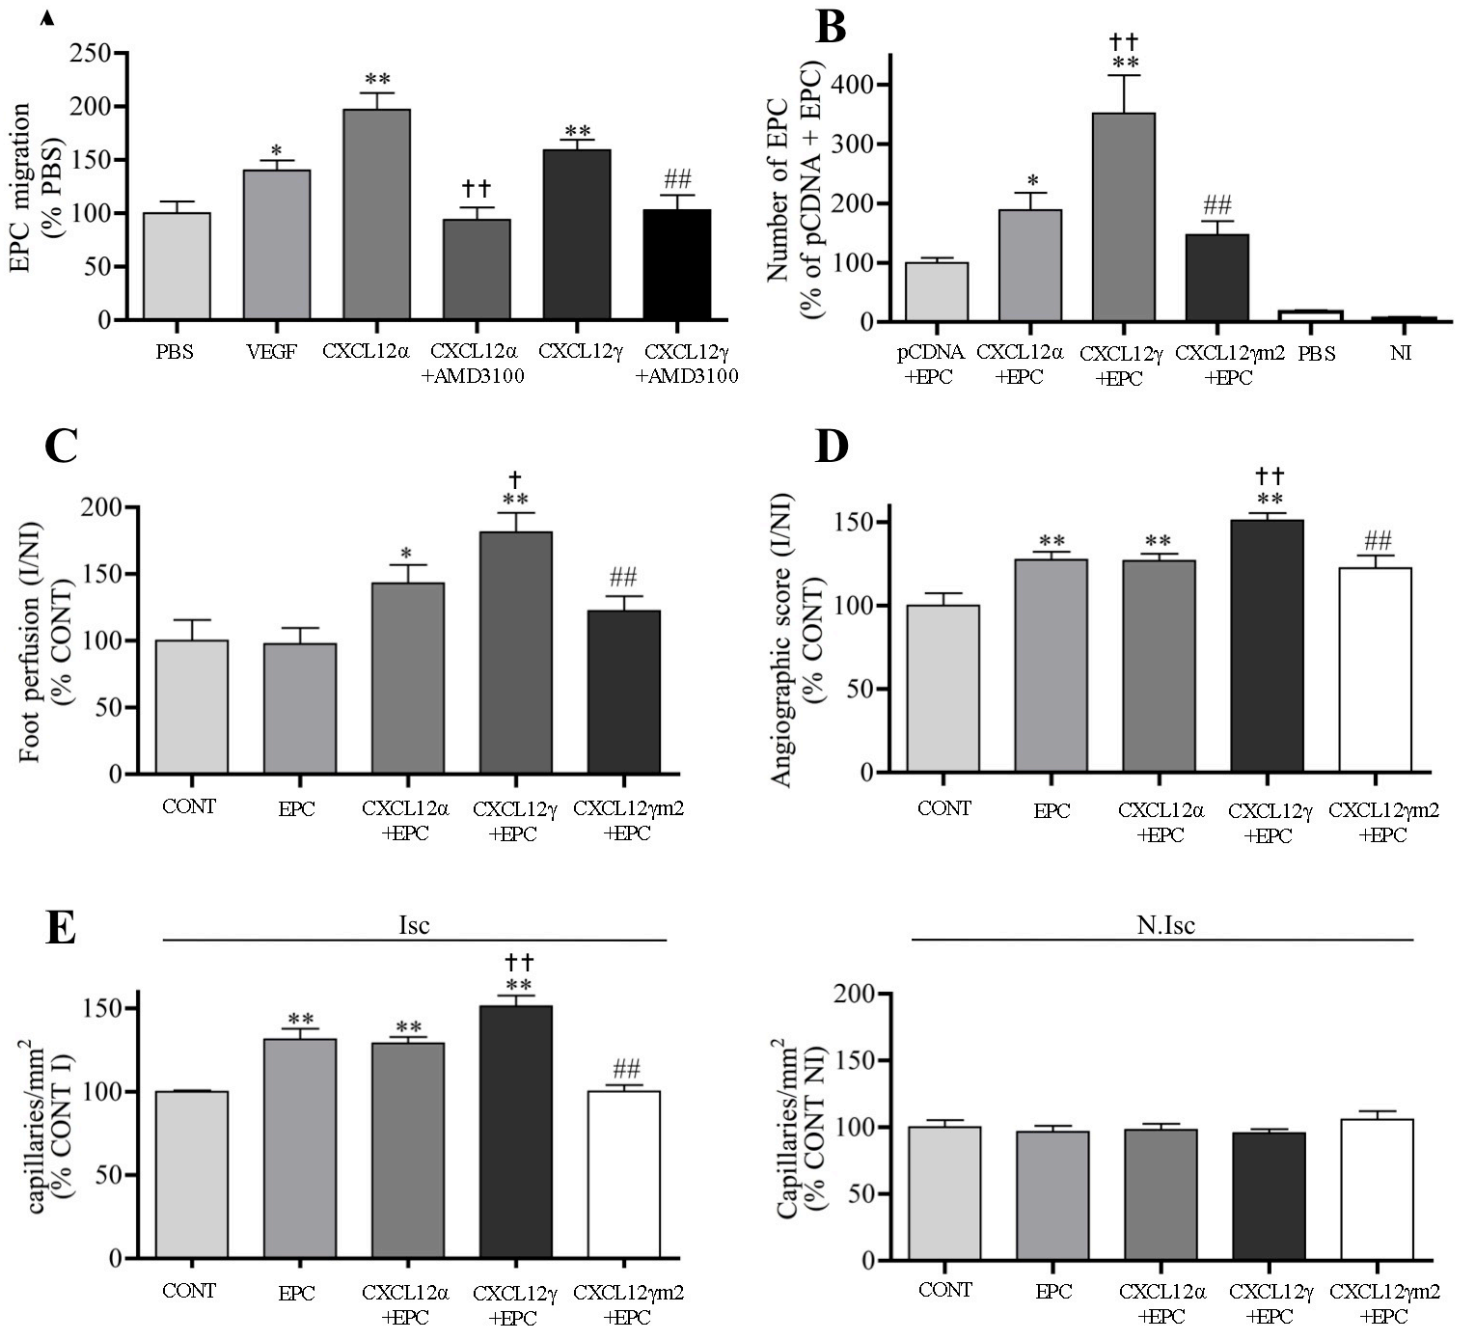 A
EPC migration
(% PBS)
250
200
150
100
50
0
*
**
††
**
##
PBS
VEGF
CXCL12α
CXCL12α
+AMD3100
CXCL12γ
CXCL12γ
+AMD3100
B
Number of EPC
(% of pCDNA + EPC)
400
300
200
100
0
*
††
**
##
pCDNA
+EPC
CXCL12α
+EPC
CXCL12γ
+EPC
CXCL12γm2
+EPC
PBS
NI
C
Foot perfusion (I/NI)
(% CONT)
200
150
100
50
0
*
†
**
##
CONT
EPC
CXCL12α
+EPC
CXCL12γ
+EPC
CXCL12γm2
+EPC
D
Angiographic score (I/NI)
(% CONT)
150
100
50
0
**
**
††
**
##
CONT
EPC
CXCL12α
+EPC
CXCL12γ
+EPC
CXCL12γm2
+EPC
E
Isc
capillaries/mm²
(% CONT I)
150
100
50
0
**
**
††
**
##
CONT
EPC
CXCL12α
+EPC
CXCL12γ
+EPC
CXCL12γm2
+EPC
N.Isc
Capillaries/mm²
(% CONT NI)
200
150
100
50
0
CONT
EPC
CXCL12α
+EPC
CXCL12γ
+EPC
CXCL12γm2
+EPC